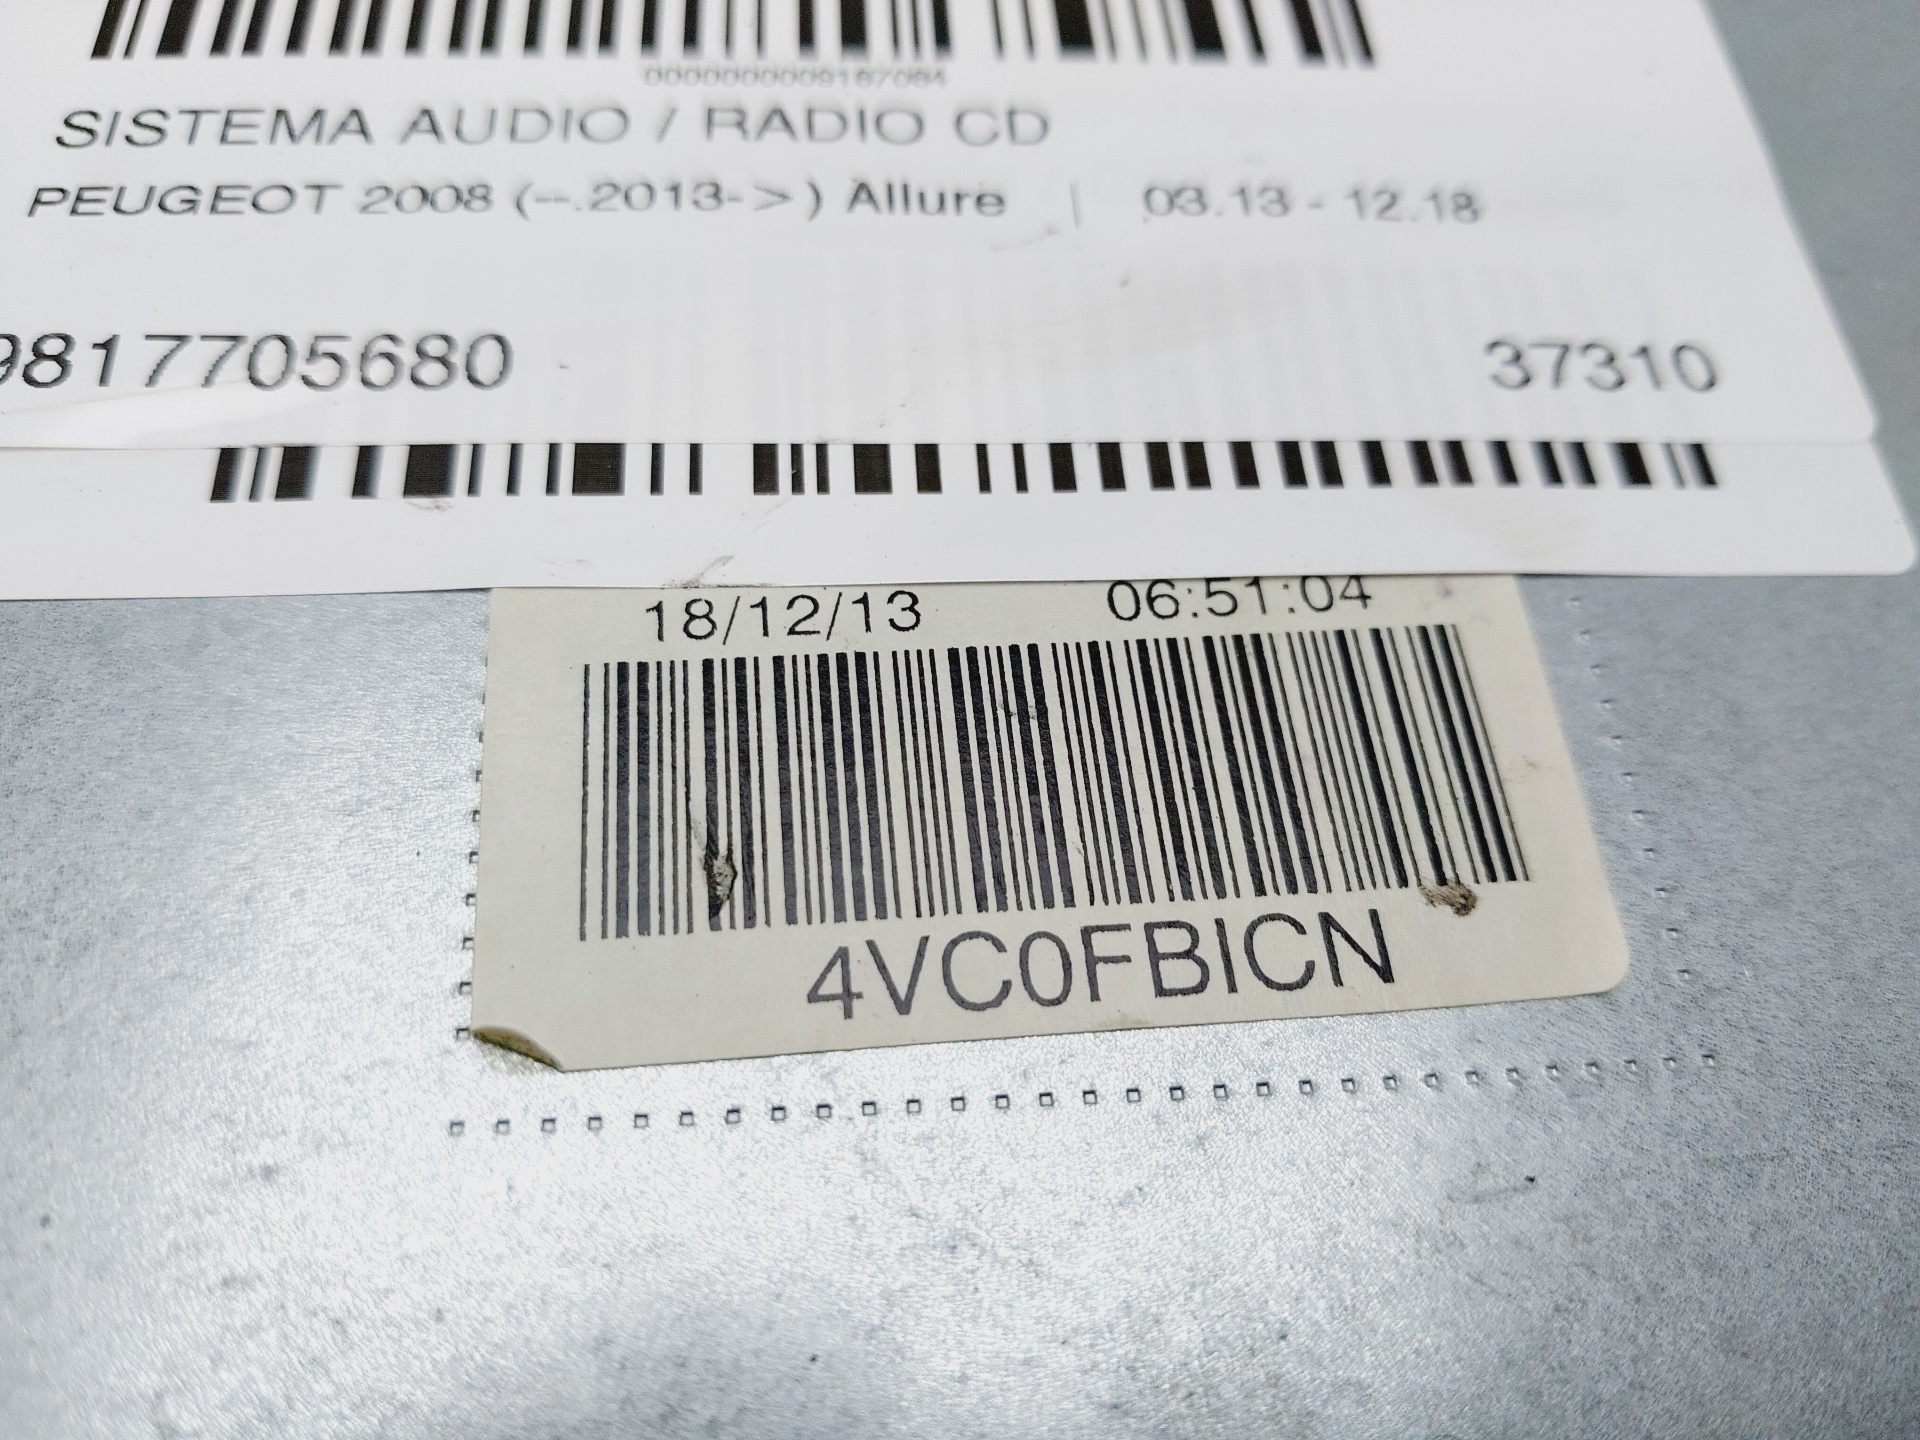 0000000009167084
SISTEMA AUDIO / RADIO CD
PEUGEOT 2008 (--.2013->) Allure | 03.13 - 12.18
9817705680 37310
18/12/13 06:51:04
4VC0FBICN